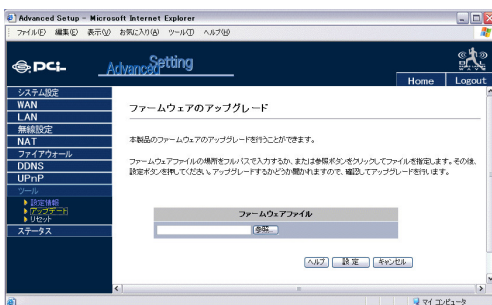 Advanced Setup - Microsoft Internet Explorer
ファイル(F) 編集(E) 表示(V) お気に入り(A) ツール(T) ヘルプ(H)
PCi
Advanced Setting
Home Logout
システム設定
WAN
LAN
無線設定
NAT
ファイアウォール
DDNS
UPnP
ツール
設定情報
アップデート
リセット
ステータス
ファームウェアのアップグレード
本製品のファームウェアのアップグレードを行うことができます。
ファームウェアファイルの場所をフルパスで入力するか、または参照ボタンをクリックしてファイルを指定します。その後、
設定ボタンを押してください。アップグレードするかどうか聞かれますので、確認してアップグレードを行います。
ファームウェアファイル
参照...
ヘルプ 設定 キャンセル
マイ コンピュータ